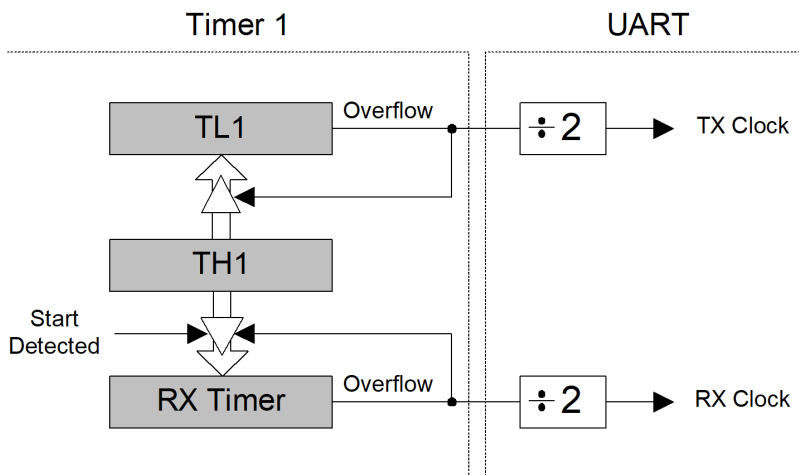 Timer 1
UART
TL1
Overflow
÷ 2
TX Clock
TH1
Start
Detected
RX Timer
Overflow
÷ 2
RX Clock